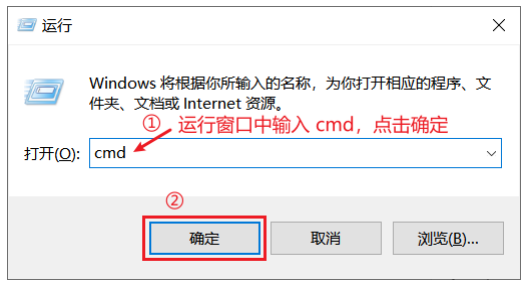 运行
Windows 将根据你所输入的名称，为你打开相应的程序、文
件夹、文档或 Internet 资源。
① 运行窗口中输入 cmd，点击确定
打开(O): cmd
②
确定 取消 浏览(B)...